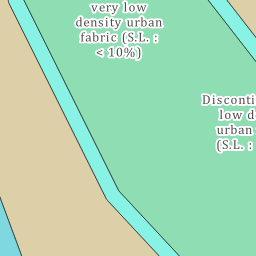 very low
density urban
fabric (S.L. :
< 10%)
Disconti
low d
urban
(S.L. :